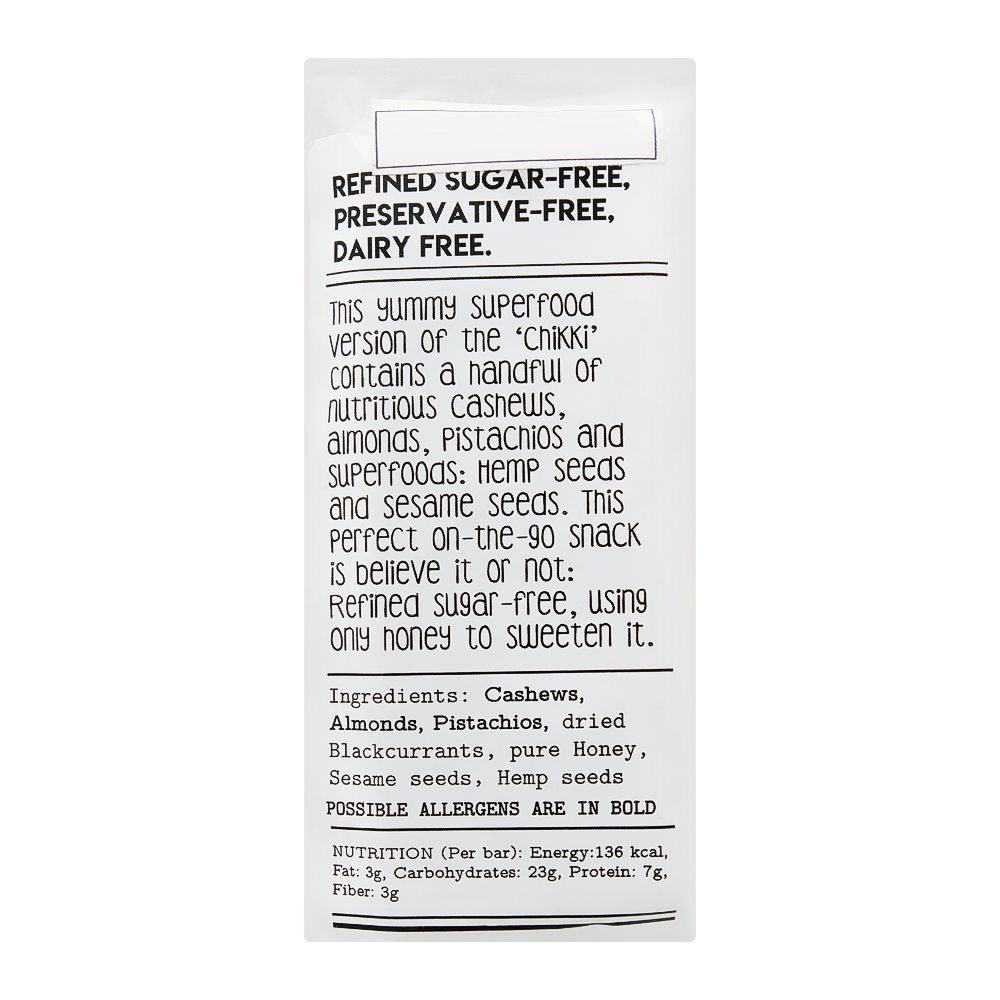 REFINED SUGAR-FREE,
PRESERVATIVE-FREE,
DAIRY FREE.
This yummy superfood
version of the ‘Chikki’
contains a handful of
nutritious cashews,
almonds, pistachios and
superfoods: Hemp seeds
and sesame seeds. This
perfect on-the-go snack
is believe it or not:
Refined sugar-free, using
only honey to sweeten it.
Ingredients: Cashews,
Almonds, Pistachios, dried
Blackcurrants, pure Honey,
Sesame seeds, Hemp seeds
POSSIBLE ALLERGENS ARE IN BOLD
NUTRITION (Per bar): Energy:136 kcal,
Fat: 3g, Carbohydrates: 23g, Protein: 7g,
Fiber: 3g